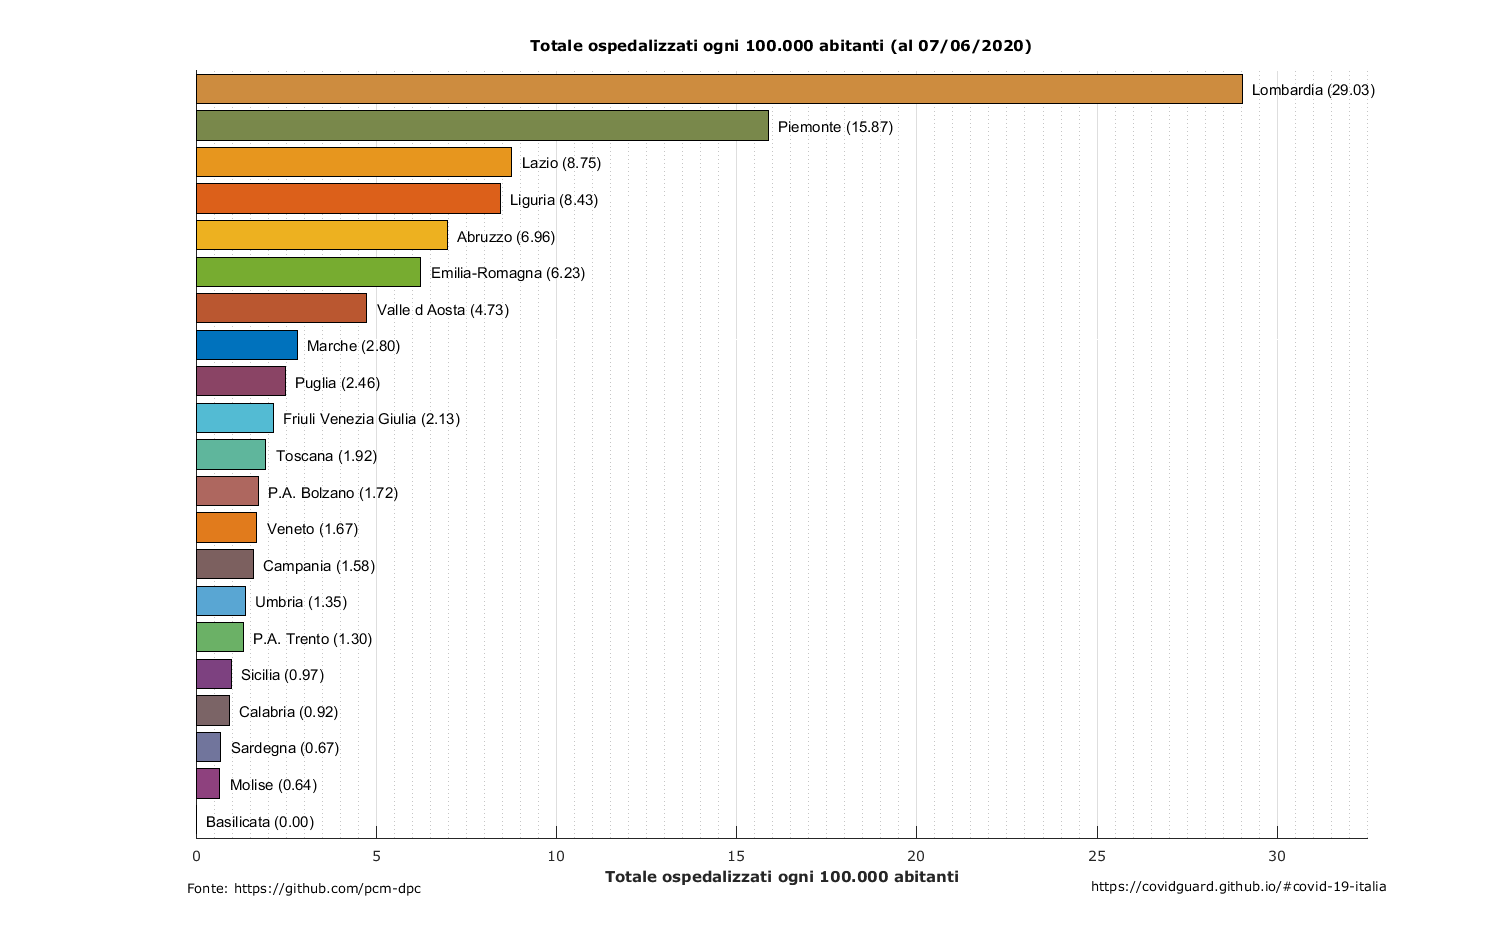 Totale ospedalizzati ogni 100.000 abitanti (al 07/06/2020)
Lombardia (29.03)
Piemonte (15.87)
Lazio (8.75)
Liguria (8.43)
Abruzzo (6.96)
Emilia-Romagna (6.23)
Valle d Aosta (4.73)
Marche (2.80)
Puglia (2.46)
Friuli Venezia Giulia (2.13)
Toscana (1.92)
P.A. Bolzano (1.72)
Veneto (1.67)
Campania (1.58)
Umbria (1.35)
P.A. Trento (1.30)
Sicilia (0.97)
Calabria (0.92)
Sardegna (0.67)
Molise (0.64)
Basilicata (0.00)
0 5 10 15 20 25 30
Totale ospedalizzati ogni 100.000 abitanti
Fonte: https://github.com/pcm-dpc
https://covidguard.github.io/#covid-19-italia